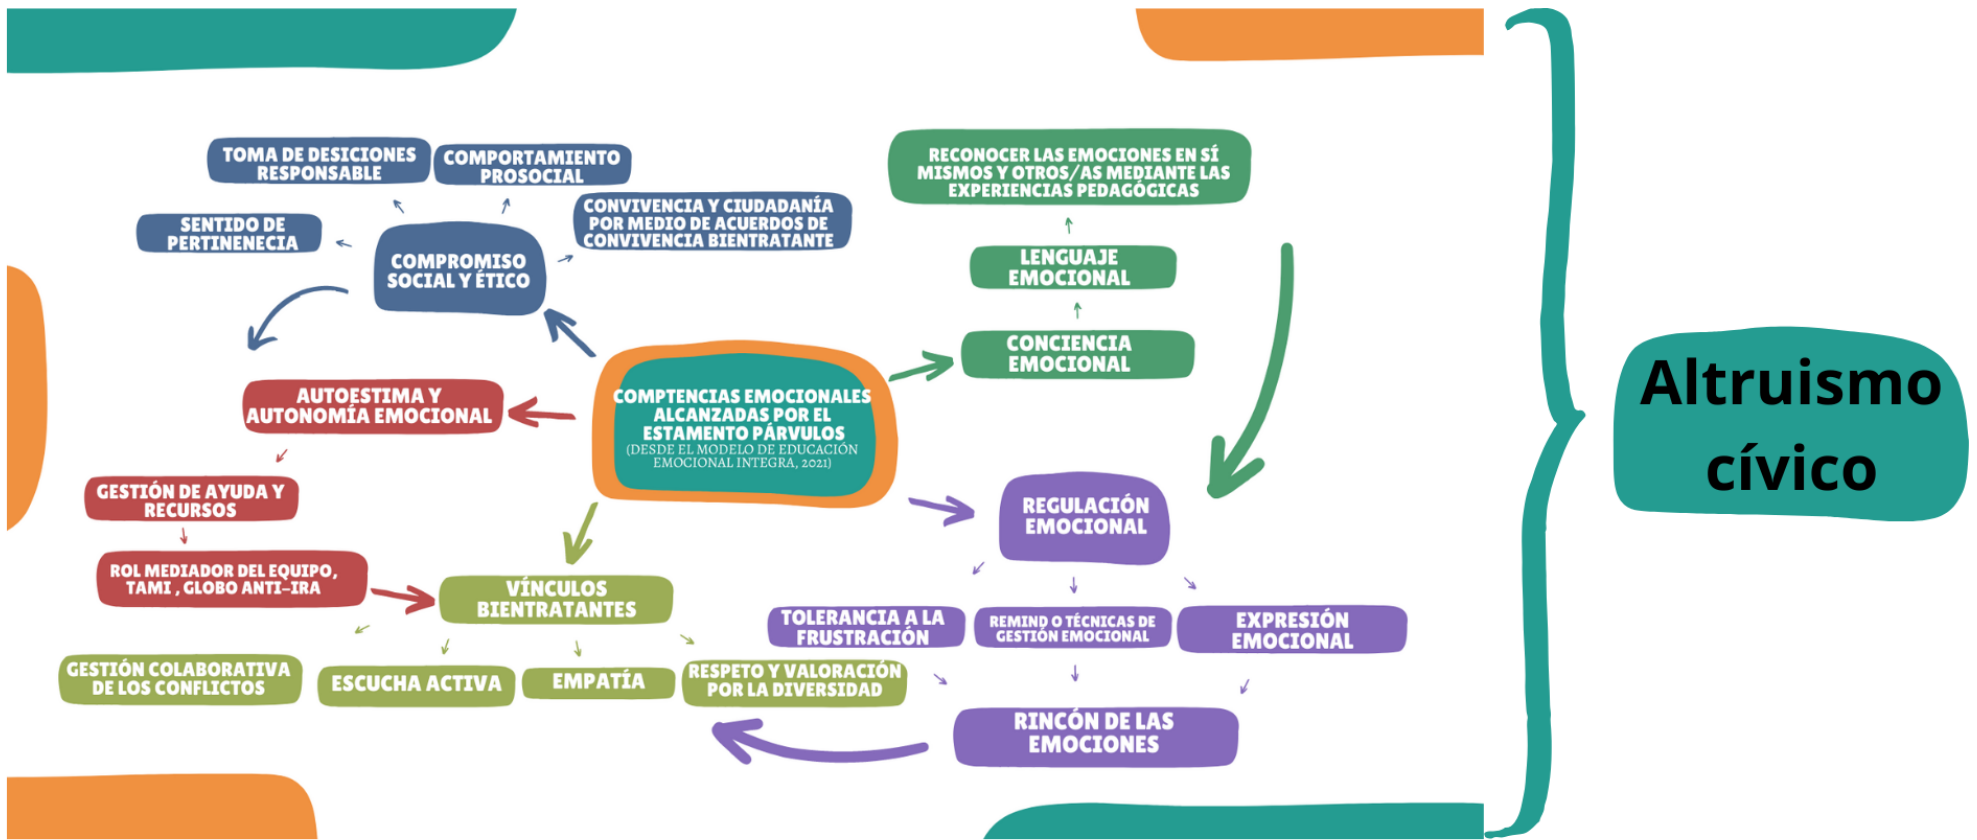 TOMA DE DESICIONES
RESPONSABLE
COMPORTAMIENTO
PROSOCIAL
SENTIDO DE
PERTINENECIA
CONVIVENCIA Y CIUDADANÍA
POR MEDIO DE ACUERDOS DE
CONVIVENCIA BIENTRATANTE
COMPROMISO
SOCIAL Y ÉTICO
RECONOCER LAS EMOCIONES EN SÍ
MISMOS Y OTROS/AS MEDIANTE LAS
EXPERIENCIAS PEDAGÓGICAS
LENGUAJE
EMOCIONAL
CONCIENCIA
EMOCIONAL
COMPTENCIAS EMOCIONALES
ALCANZADAS POR EL
ESTAMENTO PÁRVULOS
(DESDE EL MODELO DE EDUCACIÓN
EMOCIONAL INTEGRA, 2021)
AUTOESTIMA Y
AUTONOMÍA EMOCIONAL
GESTIÓN DE AYUDA Y
RECURSOS
ROL MEDIADOR DEL EQUIPO,
TAMI , GLOBO ANTI-IRA
VÍNCULOS
BIENTRATANTES
GESTIÓN COLABORATIVA
DE LOS CONFLICTOS
ESCUCHA ACTIVA
EMPATÍA
RESPETO Y VALORACIÓN
POR LA DIVERSIDAD
REGULACIÓN
EMOCIONAL
TOLERANCIA A LA
FRUSTRACIÓN
REMIND O TÉCNICAS DE
GESTIÓN EMOCIONAL
EXPRESIÓN
EMOCIONAL
RINCÓN DE LAS
EMOCIONES
Altruismo
cívico